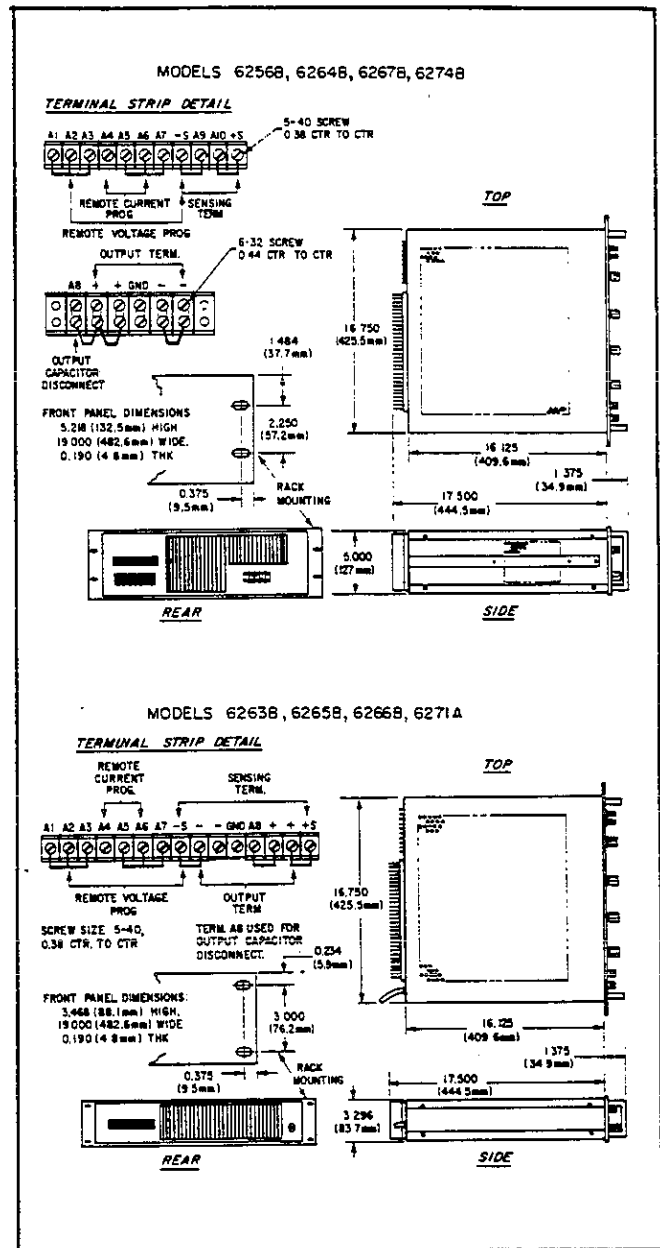 MODELS 6256B, 6264B, 6267B, 6274B
TERMINAL STRIP DETAIL
5-40 SCREW
0.38 CTR TO CTR
A1 A2 A3 A4 A5 A6 A7 -S A9 A10 +S
REMOTE CURRENT
PROG
SENSING
TERM
REMOTE VOLTAGE PROG
OUTPUT TERM.
6-32 SCREW
0.44 CTR TO CTR
A8 + + GND - -
OUTPUT
CAPACITOR
DISCONNECT
1.484
(37.7mm)
FRONT PANEL DIMENSIONS
5.218 (132,5mm) HIGH
19.000 (482,6mm) WIDE.
0.190 (4 8mm) THK
2.250
(57.2mm)
0.375
(9,5mm)
RACK
MOUNTING
TOP
16 750
(425.5mm)
16.125
(409.6mm)
1 375
(34.9mm)
17.500
(444.5mm)
5.000
(127mm)
REAR
SIDE
MODELS 6263B, 6265B, 6266B, 6271A
TERMINAL STRIP DETAIL
REMOTE
CURRENT
PROG.
SENSING
TERM.
A1 A2 A3 A4 A5 A6 A7 -S - - GND A8 + + +S
REMOTE VOLTAGE
PROG
OUTPUT
TERM
SCREW SIZE 5-40,
0.38 CTR. TO CTR
TERM. A8 USED FOR
OUTPUT CAPACITOR
DISCONNECT.
0.234
(5.9mm)
FRONT PANEL DIMENSIONS:
3.468 (88.1mm) HIGH,
19.000 (482.6mm) WIDE
0.190 (4 8mm) THK
3.000
(76.2mm)
0.375
(9 5mm)
RACK
MOUNTING
TOP
16,750
(425.5mm)
16.125
(409 6mm)
1 375
(34 9mm)
17.500
(444 5mm)
3 296
(83.7mm)
REAR
SIDE